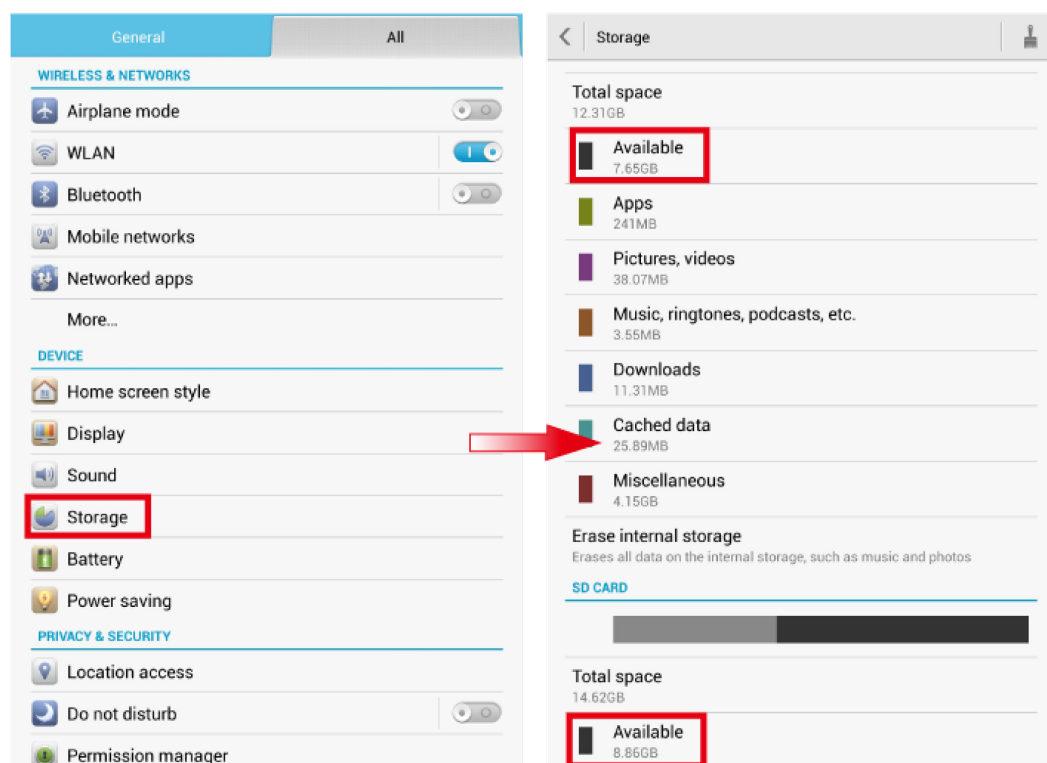 General
All
WIRELESS & NETWORKS
Airplane mode
WLAN
Bluetooth
Mobile networks
Networked apps
More...
DEVICE
Home screen style
Display
Sound
Storage
Battery
Power saving
PRIVACY & SECURITY
Location access
Do not disturb
Permission manager
Storage
Total space
12.31GB
Available
7.65GB
Apps
241MB
Pictures, videos
38.07MB
Music, ringtones, podcasts, etc.
3.55MB
Downloads
11.31MB
Cached data
25.89MB
Miscellaneous
4.15GB
Erase internal storage
Erases all data on the internal storage, such as music and photos
SD CARD
Total space
14.62GB
Available
8.86GB